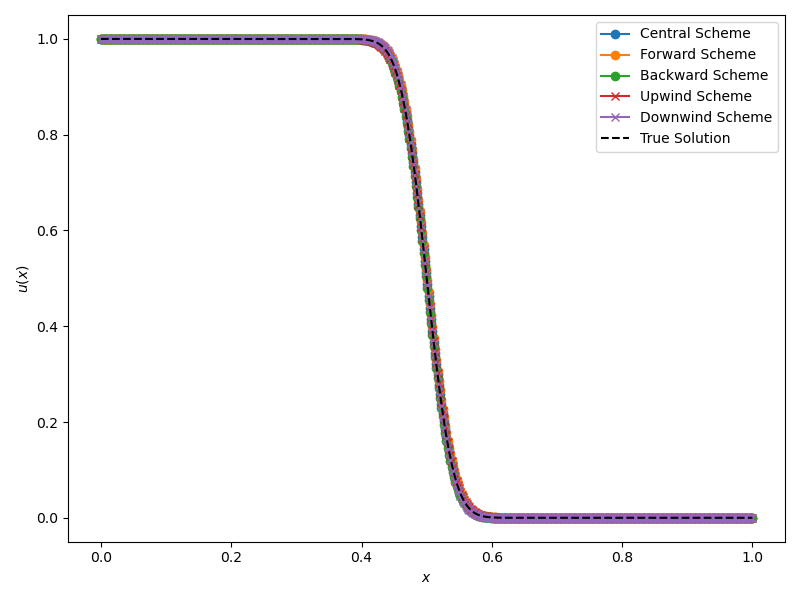 1.0
0.8
0.6
0.4
0.2
0.0
u(x)
0.0 0.2 0.4 0.6 0.8 1.0
x
Central Scheme
Forward Scheme
Backward Scheme
Upwind Scheme
Downwind Scheme
True Solution